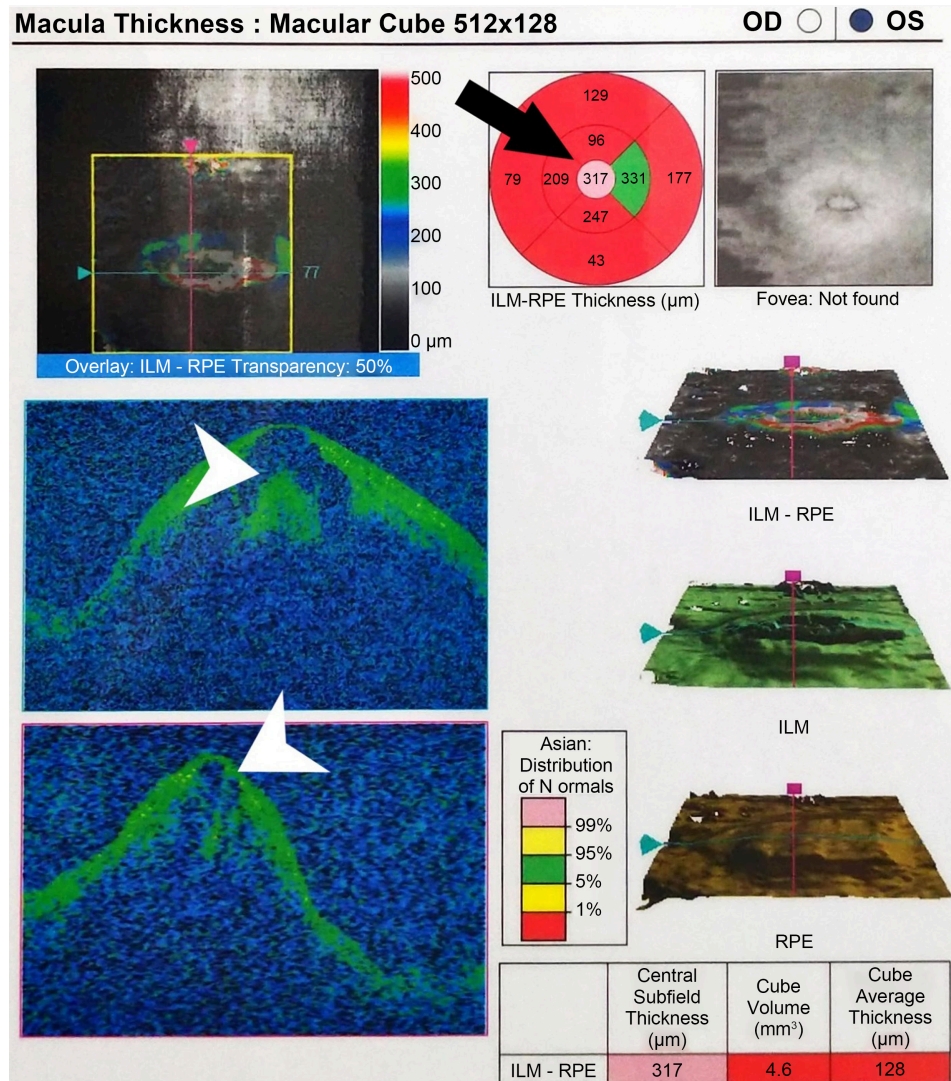 Macula Thickness : Macular Cube 512x128
OD OS
500
400
300
200
100
0 µm
77
Overlay: ILM - RPE Transparency: 50%
129
96
79 209 317 331 177
247
43
ILM-RPE Thickness (µm)
Fovea: Not found
ILM - RPE
ILM
RPE
Asian:
Distribution
of N ormals
99%
95%
5%
1%
Central
Subfield
Thickness
(µm)
Cube
Volume
(mm³)
Cube
Average
Thickness
(µm)
ILM - RPE 317 4.6 128